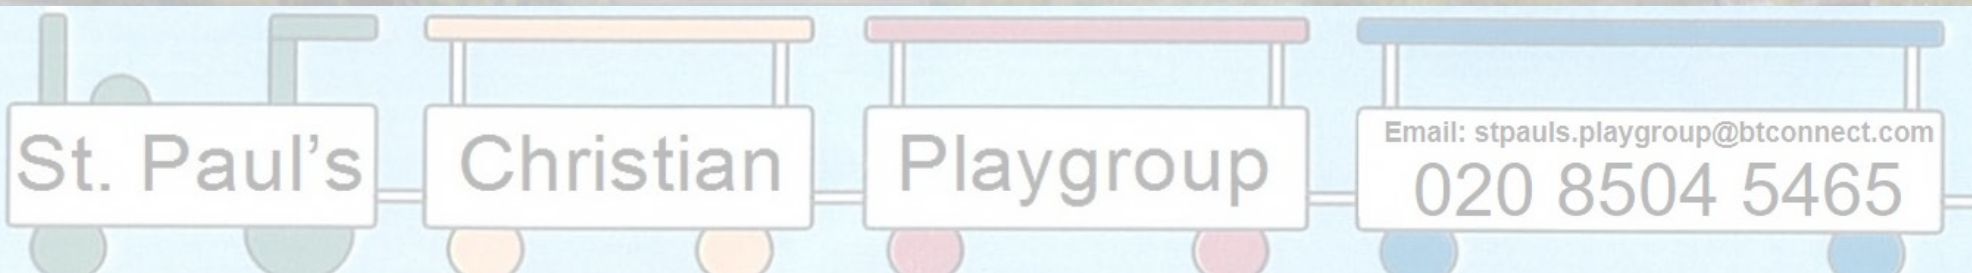 St. Paul's
Christian
Playgroup
Email: stpauls.playgroup@btconnect.com
020 8504 5465